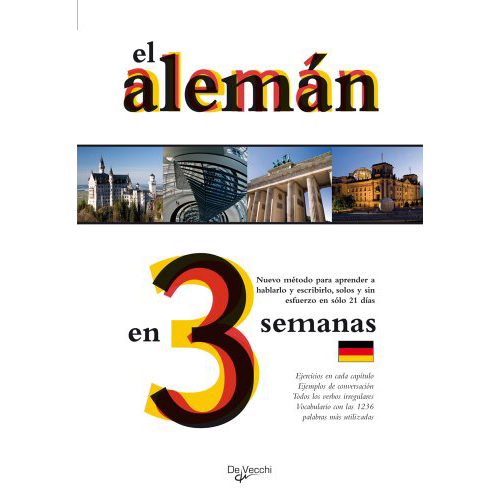 el
alemán
Nuevo método para aprender a
hablarlo y escribirlo, solos y sin
esfuerzo en sólo 21 días
en 3 semanas
Ejercicios en cada capítulo
Ejemplos de conversación
Todos los verbos irregulares
Vocabulario con las 1236
palabras más utilizadas
De Vecchi